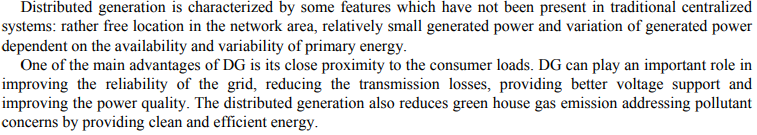 Distributed generation is characterized by some features which have not been present in traditional centralized
systems: rather free location in the network area, relatively small generated power and variation of generated power
dependent on the availability and variability of primary energy.
One of the main advantages of DG is its close proximity to the consumer loads. DG can play an important role in
improving the reliability of the grid, reducing the transmission losses, providing better voltage support and
improving the power quality. The distributed generation also reduces green house gas emission addressing pollutant
concerns by providing clean and efficient energy.